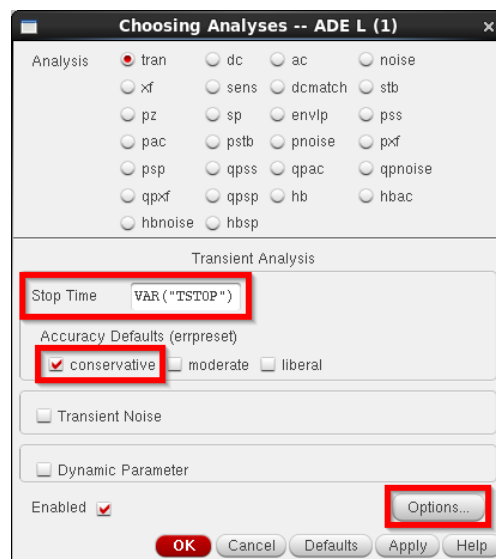 Choosing Analyses -- ADE L (1)
Analysis tran dc ac noise
xf sens dcmatch stb
pz sp envlp pss
pac pstb pnoise pxf
psp qpss qpac qpnoise
qpxf qpsp hb hbac
hbnoise hbsp
Transient Analysis
Stop Time VAR("TSTOP")
Accuracy Defaults (errpreset)
conservative moderate liberal
Transient Noise
Dynamic Parameter
Enabled Options...
OK Cancel Defaults Apply Help